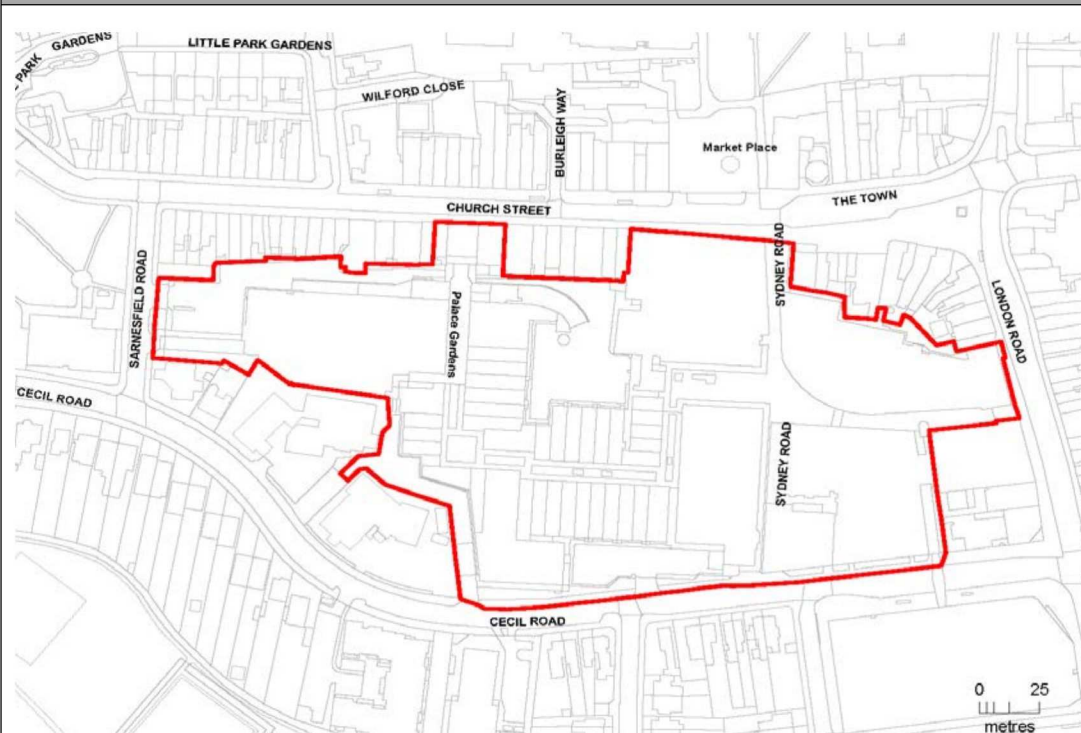 GARDENS
PARK
LITTLE PARK GARDENS
WILFORD CLOSE
BURLEIGH WAY
Market Place
THE TOWN
CHURCH STREET
SYDNEY ROAD
SARNESFIELD ROAD
Palace Gardens
LONDON ROAD
CECIL ROAD
SYDNEY ROAD
CECIL ROAD
0 25
metres